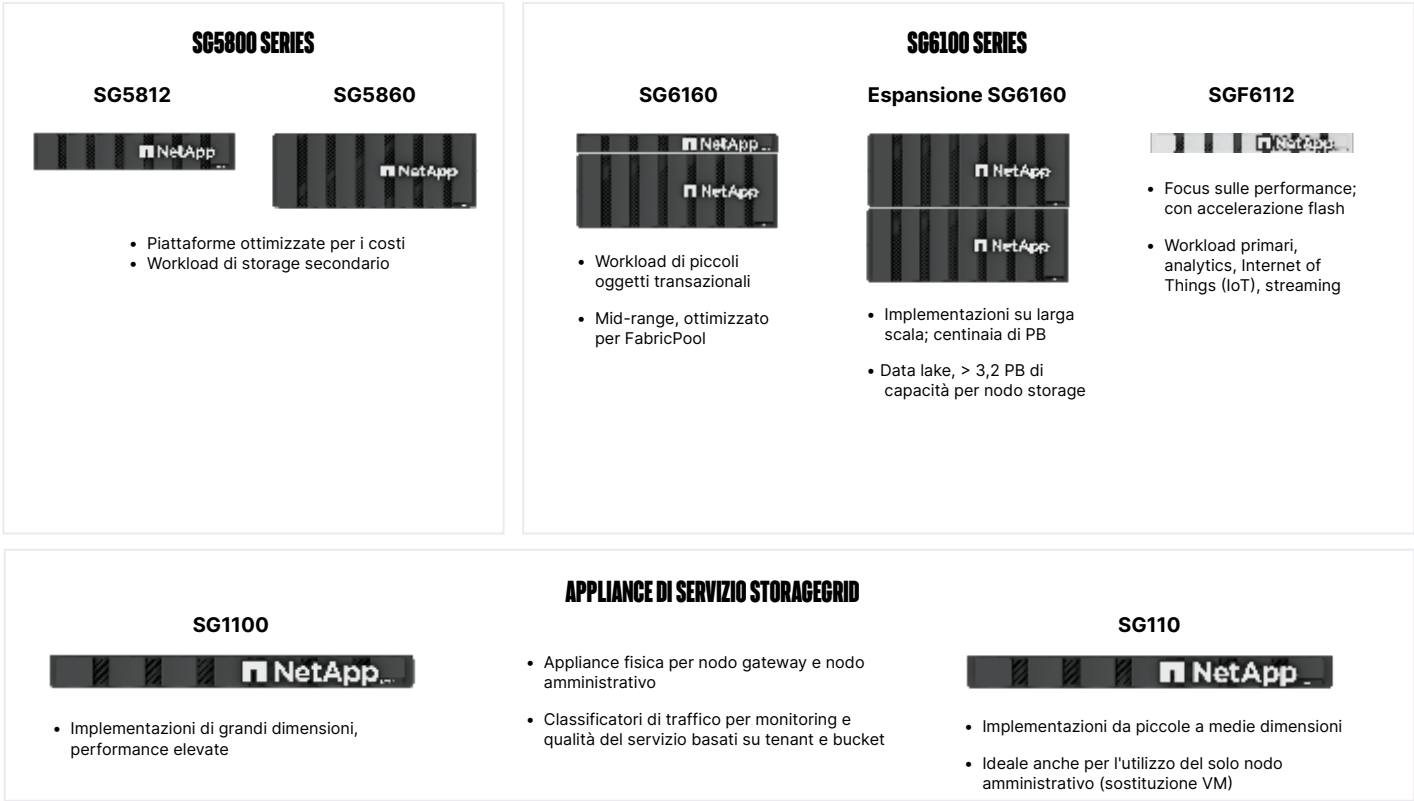 SG5800 SERIES
SG5812
SG5860
NetApp
NetApp
• Piattaforme ottimizzate per i costi
• Workload di storage secondario
SG6100 SERIES
SG6160
NetApp
NetApp
• Workload di piccoli
oggetti transazionali
• Mid-range, ottimizzato
per FabricPool
Espansione SG6160
NetApp
NetApp
• Implementazioni su larga
scala; centinaia di PB
• Data lake, > 3,2 PB di
capacità per nodo storage
SGF6112
NetApp
• Focus sulle performance;
con accelerazione flash
• Workload primari,
analytics, Internet of
Things (IoT), streaming
APPLIANCE DI SERVIZIO STORAGEGRID
SG1100
NetApp
• Implementazioni di grandi dimensioni,
performance elevate
• Appliance fisica per nodo gateway e nodo
amministrativo
• Classificatori di traffico per monitoring e
qualità del servizio basati su tenant e bucket
SG110
NetApp
• Implementazioni da piccole a medie dimensioni
• Ideale anche per l'utilizzo del solo nodo
amministrativo (sostituzione VM)